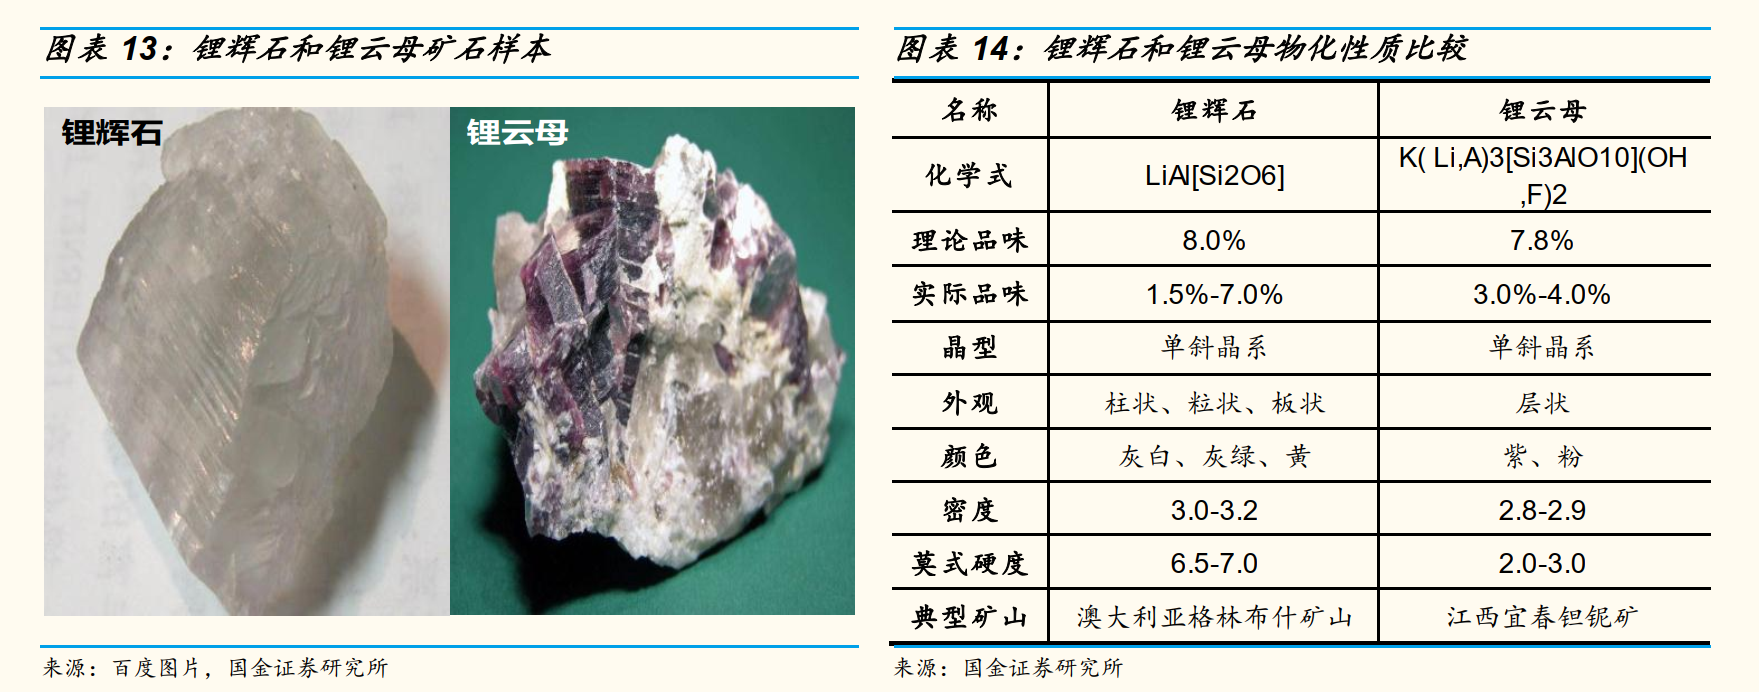 图表 13：锂辉石和锂云母矿石样本
锂辉石
锂云母
来源：百度图片，国金证券研究所
图表 14：锂辉石和锂云母物化性质比较
名称 锂辉石 锂云母
化学式 LiAl[Si2O6] K( Li,A)3[Si3AlO10](OH
,F)2
理论品味 8.0% 7.8%
实际品味 1.5%-7.0% 3.0%-4.0%
晶型 单斜晶系 单斜晶系
外观 柱状、粒状、板状 层状
颜色 灰白、灰绿、黄 紫、粉
密度 3.0-3.2 2.8-2.9
莫式硬度 6.5-7.0 2.0-3.0
典型矿山 澳大利亚格林布什矿山 江西宜春钽铌矿
来源：国金证券研究所